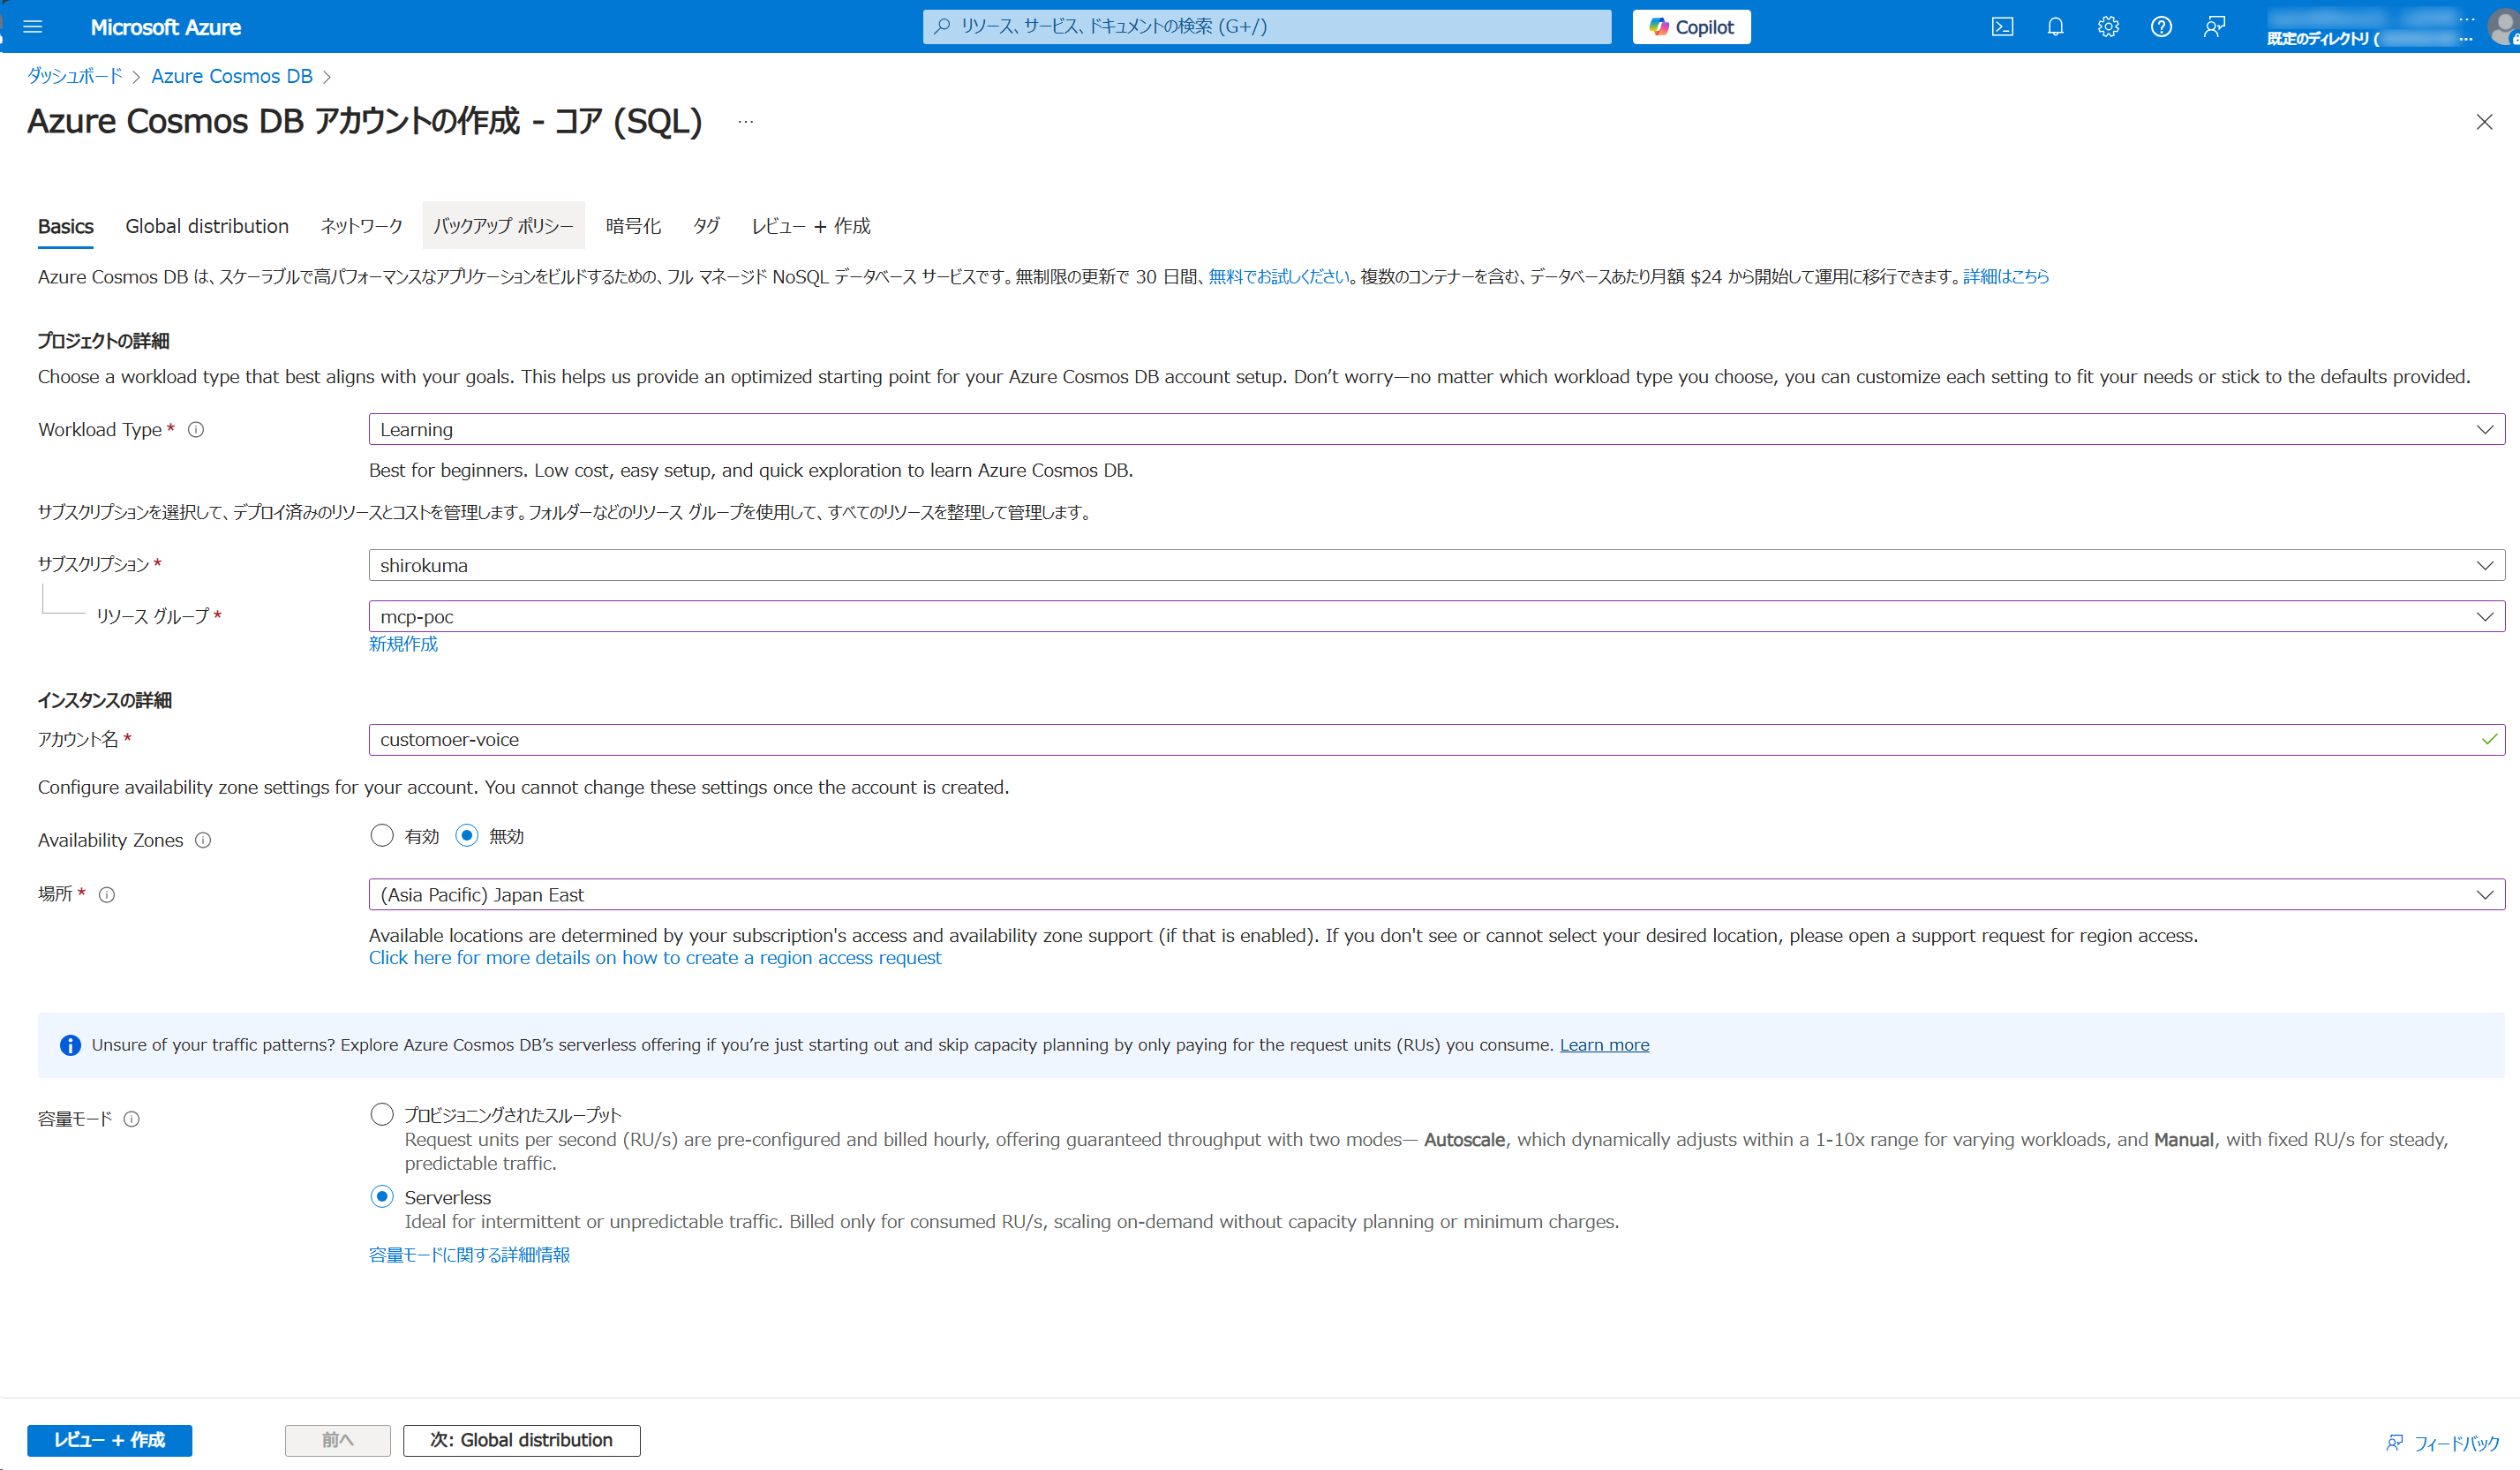 Microsoft Azure
リソース、サービス、ドキュメントの検索 (G+/)
Copilot
既定のディレクトリ (
ダッシュボード > Azure Cosmos DB >
Azure Cosmos DB アカウントの作成 - コア (SQL) ...
Basics Global distribution ネットワーク バックアップ ポリシー 暗号化 タグ レビュー + 作成
Azure Cosmos DB は、スケーラブルで高パフォーマンスなアプリケーションをビルドするための、フル マネージド NoSQL データベース サービスです。無制限の更新で 30 日間、無料でお試しください。複数のコンテナーを含む、データベースあたり月額 $24 から開始して運用に移行できます。詳細はこちら
プロジェクトの詳細
Choose a workload type that best aligns with your goals. This helps us provide an optimized starting point for your Azure Cosmos DB account setup. Don’t worry—no matter which workload type you choose, you can customize each setting to fit your needs or stick to the defaults provided.
Workload Type * Learning
Best for beginners. Low cost, easy setup, and quick exploration to learn Azure Cosmos DB.
サブスクリプションを選択して、デプロイ済みのリソースとコストを管理します。フォルダーなどのリソース グループを使用して、すべてのリソースを整理して管理します。
サブスクリプション * shirokuma
リソース グループ * mcp-poc
新規作成
インスタンスの詳細
アカウント名 * customoer-voice
Configure availability zone settings for your account. You cannot change these settings once the account is created.
Availability Zones 有効 無効
場所 * (Asia Pacific) Japan East
Available locations are determined by your subscription's access and availability zone support (if that is enabled). If you don't see or cannot select your desired location, please open a support request for region access.
Click here for more details on how to create a region access request
Unsure of your traffic patterns? Explore Azure Cosmos DB’s serverless offering if you’re just starting out and skip capacity planning by only paying for the request units (RUs) you consume. Learn more
容量モード プロビジョニングされたスループット
Request units per second (RU/s) are pre-configured and billed hourly, offering guaranteed throughput with two modes— Autoscale, which dynamically adjusts within a 1-10x range for varying workloads, and Manual, with fixed RU/s for steady,
predictable traffic.
Serverless
Ideal for intermittent or unpredictable traffic. Billed only for consumed RU/s, scaling on-demand without capacity planning or minimum charges.
容量モードに関する詳細情報
レビュー + 作成 前へ 次: Global distribution フィードバック